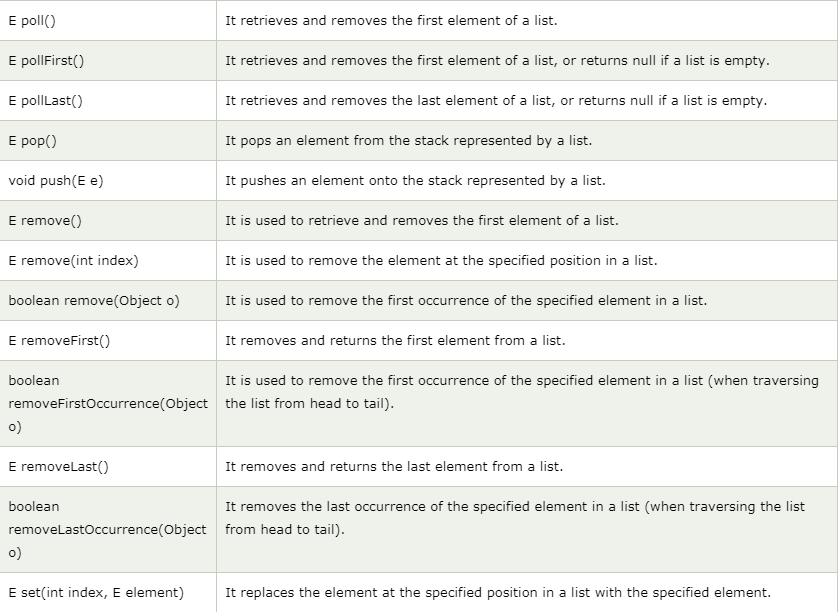 E poll()
It retrieves and removes the first element of a list.
E pollFirst()
It retrieves and removes the first element of a list, or returns null if a list is empty.
E pollLast()
It retrieves and removes the last element of a list, or returns null if a list is empty.
E pop()
It pops an element from the stack represented by a list.
void push(E e)
It pushes an element onto the stack represented by a list.
E remove()
It is used to retrieve and removes the first element of a list.
E remove(int index)
It is used to remove the element at the specified position in a list.
boolean remove(Object o)
It is used to remove the first occurrence of the specified element in a list.
E removeFirst()
It removes and returns the first element from a list.
boolean
removeFirstOccurrence(Object
o)
It is used to remove the first occurrence of the specified element in a list (when traversing
the list from head to tail).
E removeLast()
It removes and returns the last element from a list.
boolean
removeLastOccurrence(Object
o)
It removes the last occurrence of the specified element in a list (when traversing the list
from head to tail).
E set(int index, E element)
It replaces the element at the specified position in a list with the specified element.